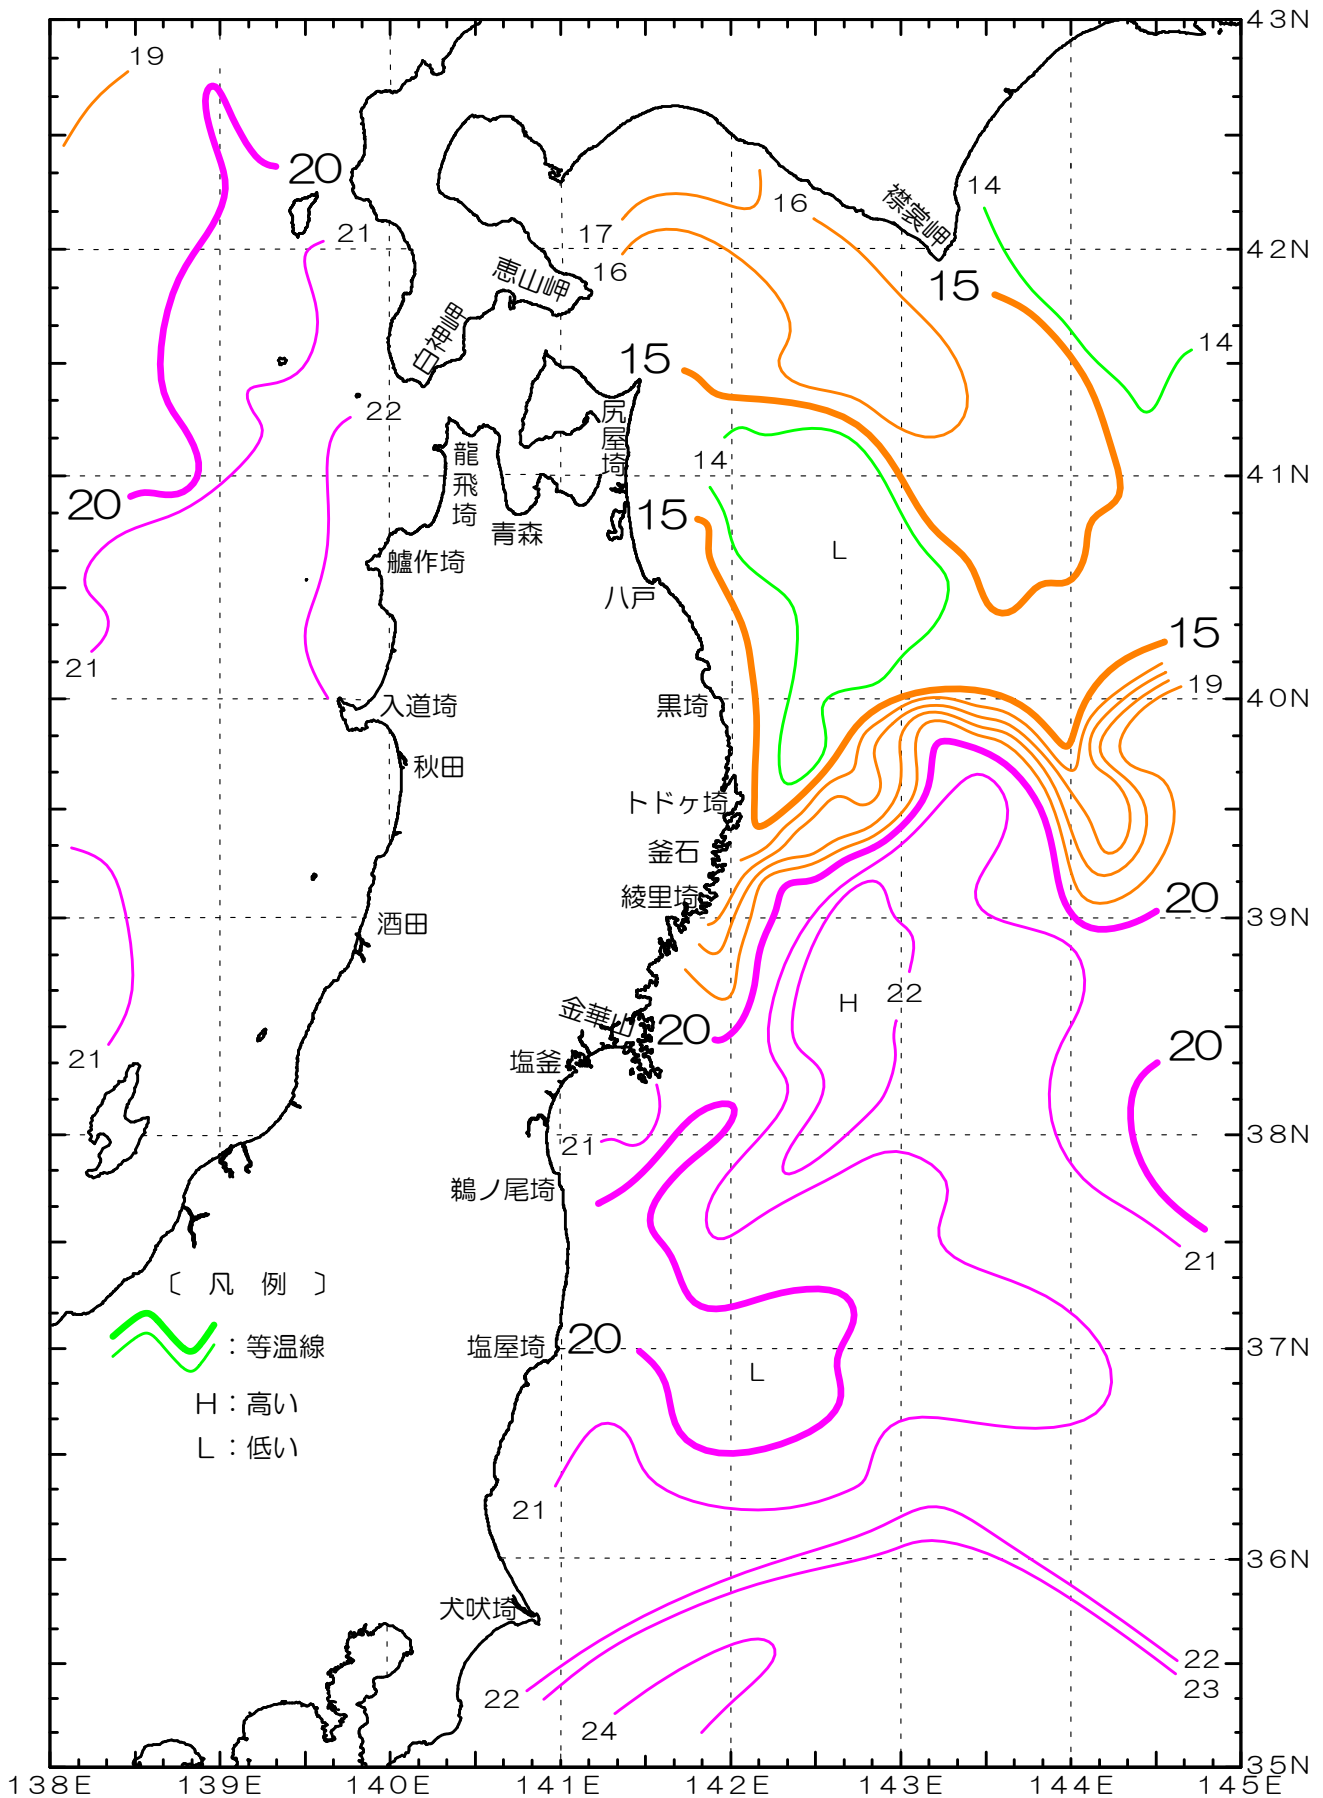 43N
19
20
襟裳岬
14
16
21
17
42N
恵山岬
16
15
白神岬
14
15
22
尻屋埼
14
龍飛埼
41N
20
15
青森
L
艫作埼
八戸
15
21
19
入道埼
黒埼
40N
秋田
トドヶ埼
釜石
綾里埼
20
酒田
39N
H
22
金華山
20
20
21
塩釜
21
38N
鵜ノ尾埼
21
〔 凡 例 〕
:等温線
塩屋埼
20
37N
L
H:高い
L:低い
21
36N
犬吠埼
22
22
23
24
35N
138E
139E
140E
141E
142E
143E
144E
145E